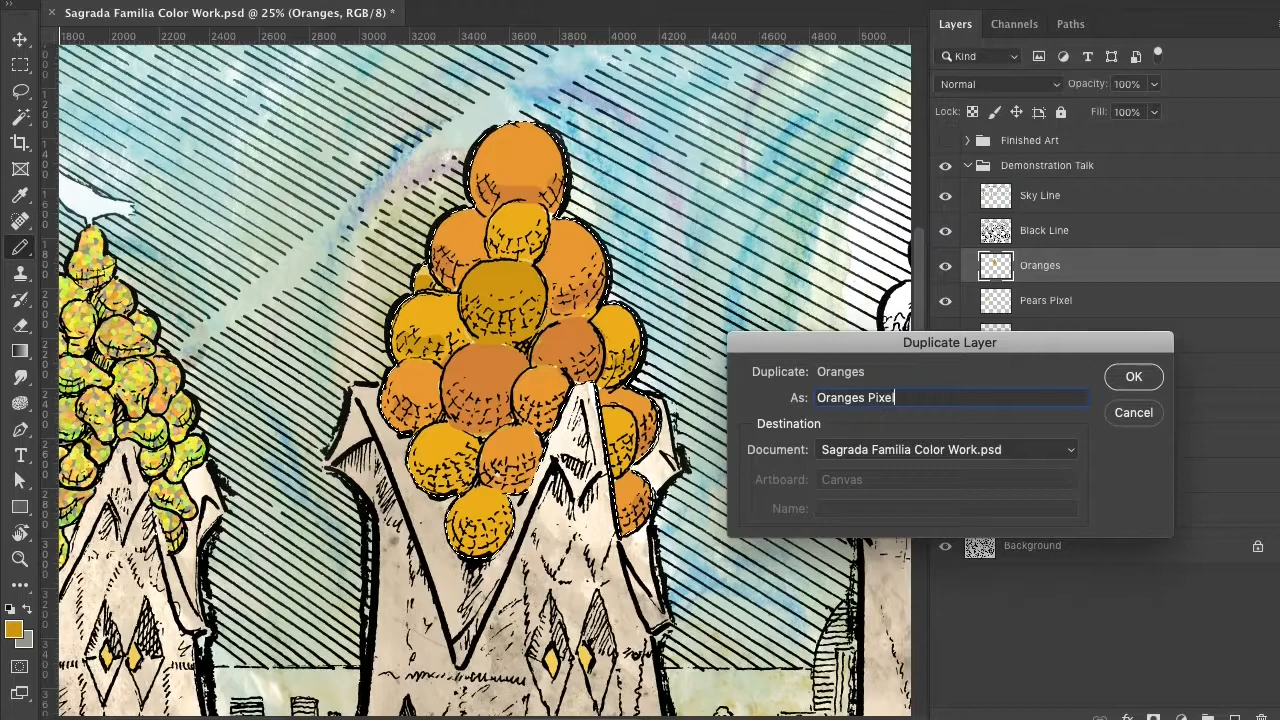 Sagrada Familia Color Work.psd @ 25% (Oranges, RGB/8) *
1800 2000 2200 2400 2600 2800 3000 3200 3400 3600 3800 4000 4200 4400 4600 4800 5000
Layers Channels Paths
Kind
Normal Opacity: 100%
Lock: Fill: 100%
Finished Art
Demonstration Talk
Sky Line
Black Line
Oranges
Pears Pixel
Duplicate Layer
Duplicate: Oranges
As: Oranges Pixel
OK
Cancel
Destination
Document: Sagrada Familia Color Work.psd
Artboard: Canvas
Name:
Background